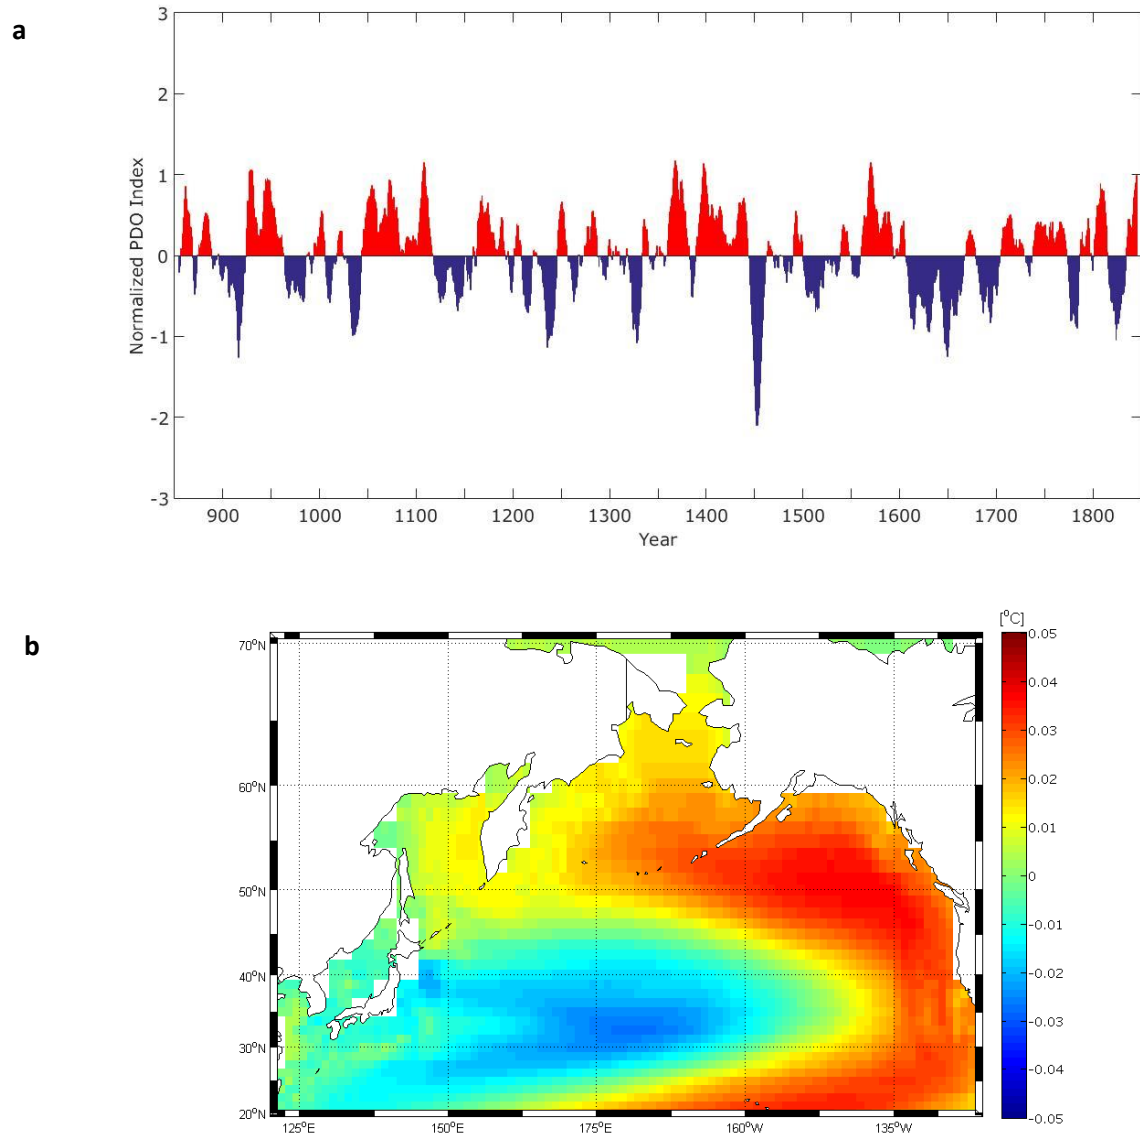 a
3
2
1
0
-1
-2
-3
Normalized PDO Index
900 1000 1100 1200 1300 1400 1500 1600 1700 1800
Year
b
[°C]
70°N
60°N
50°N
40°N
30°N
20°N
125°E 150°E 175°E 160°W 135°W
0.05
0.04
0.03
0.02
0.01
0
-0.01
-0.02
-0.03
-0.04
-0.05